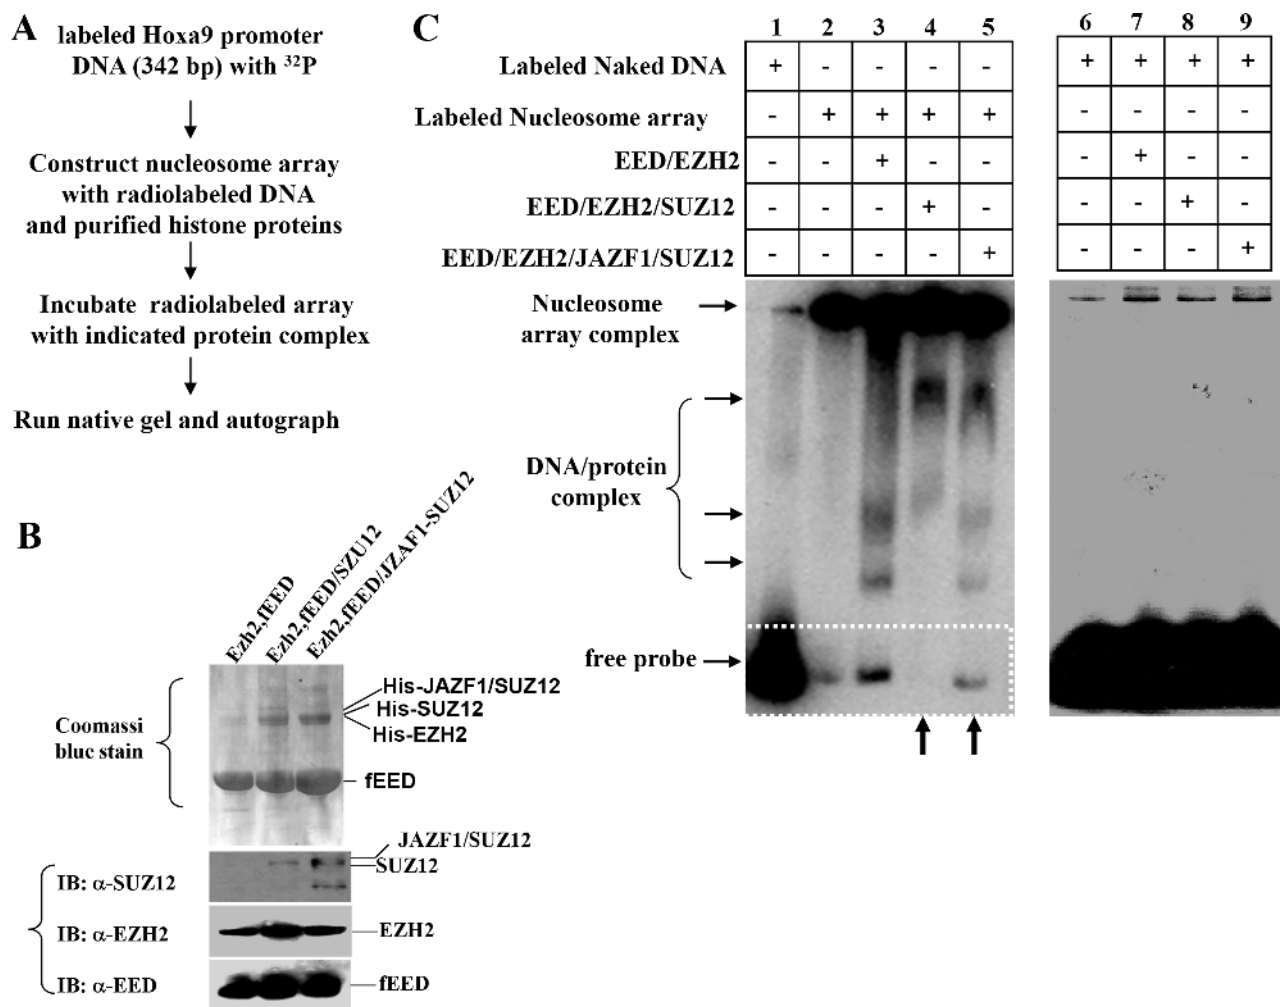 A
labeled Hoxa9 promoter
DNA (342 bp) with 32P
Construct nucleosome array
with radiolabeled DNA
and purified histone proteins
Incubate radiolabeled array
with indicated protein complex
Run native gel and autograph
B
Ezh2,fEED
Ezh2,fEED/SZU12
Ezh2,fEED/JZAF1-SUZ12
Coomassi
bluc stain
His-JAZF1/SUZ12
His-SUZ12
His-EZH2
fEED
JAZF1/SUZ12
SUZ12
IB: α-SUZ12
IB: α-EZH2
EZH2
IB: α-EED
fEED
C
1 2 3 4 5 6 7 8 9
Labeled Naked DNA + - - - - + + + +
Labeled Nucleosome array - + + + + - - - -
EED/EZH2 - - + - - - + - -
EED/EZH2/SUZ12 - - - + - - - + -
EED/EZH2/JAZF1/SUZ12 - - - - + - - - +
Nucleosome
array complex
DNA/protein
complex
free probe